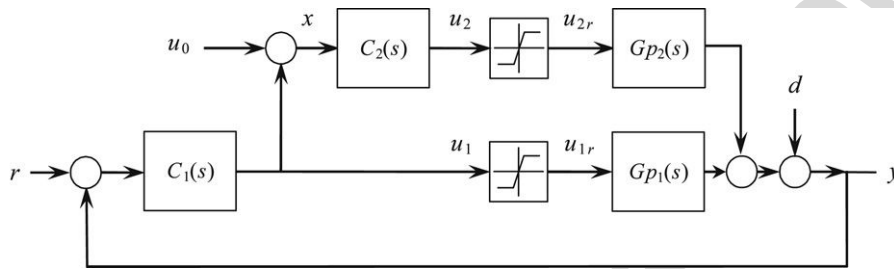 x
u₂
u₂ᵣ
u₀
C₂(s)
Gp₂(s)
d
u₁
u₁ᵣ
r
C₁(s)
Gp₁(s)
y